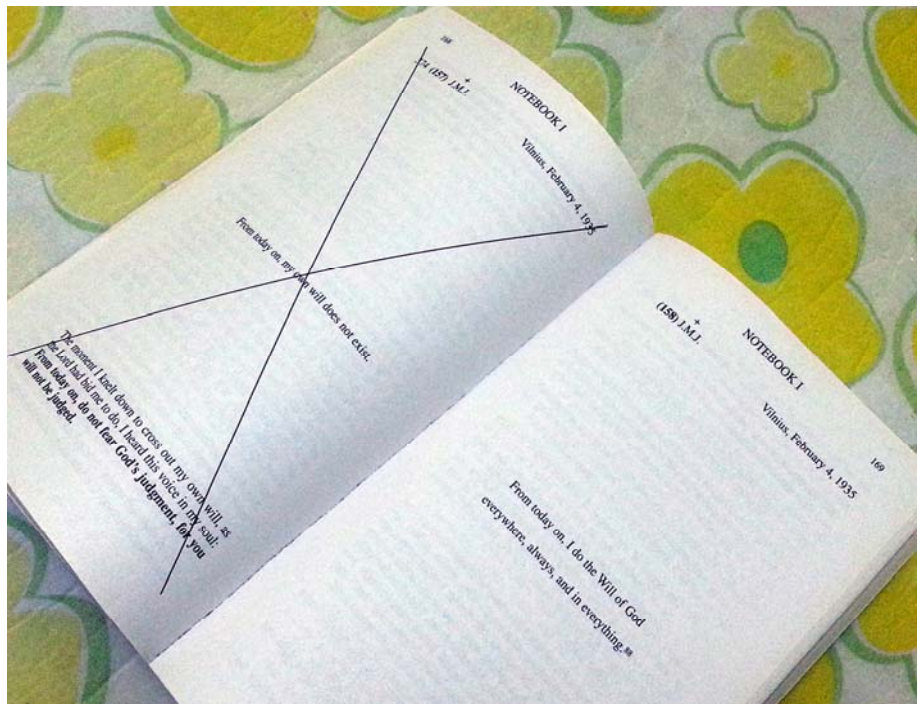 168
NOTEBOOK I
+
374 (157) J.M.J.
Vilnius, February 4, 1935
From today on, my own will does not exist.
The moment I knelt down to cross out my own will, as
the Lord had bid me to do, I heard this voice in my soul:
From today on, do not fear God's judgment, for you
will not be judged.
NOTEBOOK I
169
+
(158) J.M.J.
Vilnius, February 4, 1935
From today on, I do the Will of God
everywhere, always, and in everything.88